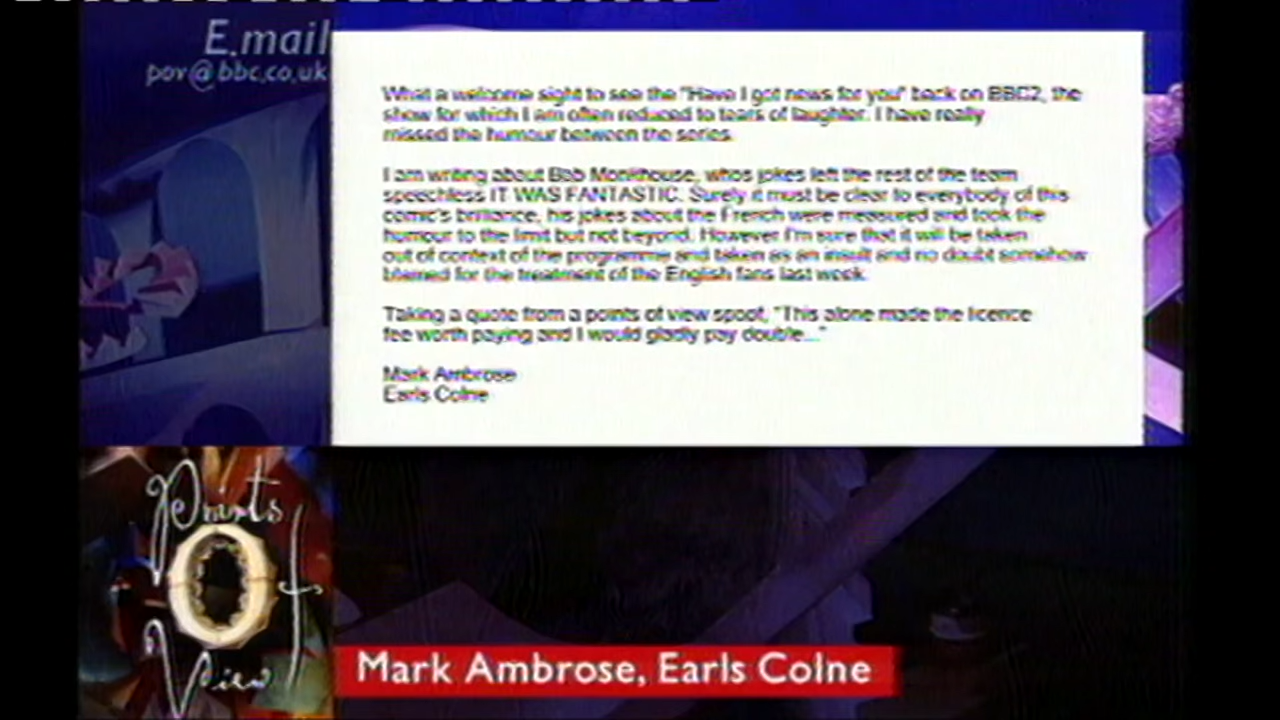 E.mail
pov@bbc.co.uk
What a welcome sight to see the "Have I got news for you" back on BBC2, the
show for which I am often reduced to tears of laughter. I have really
missed the humour between the series.
I am writing about Bob Monkhouse, whos jokes left the rest of the team
speechless IT WAS FANTASTIC. Surely it must be clear to everybody of this
comic's brilliance, his jokes about the French were measured and took the
humour to the limit but not beyond. However I'm sure that it will be taken
out of context of the programme and taken as an insult and no doubt somehow
blamed for the treatment of the English fans last week.
Taking a quote from a points of view spoof, "This alone made the licence
fee worth paying and I would gladly pay double..."
Mark Ambrose
Earls Colne
Points
Of
View
Mark Ambrose, Earls Colne